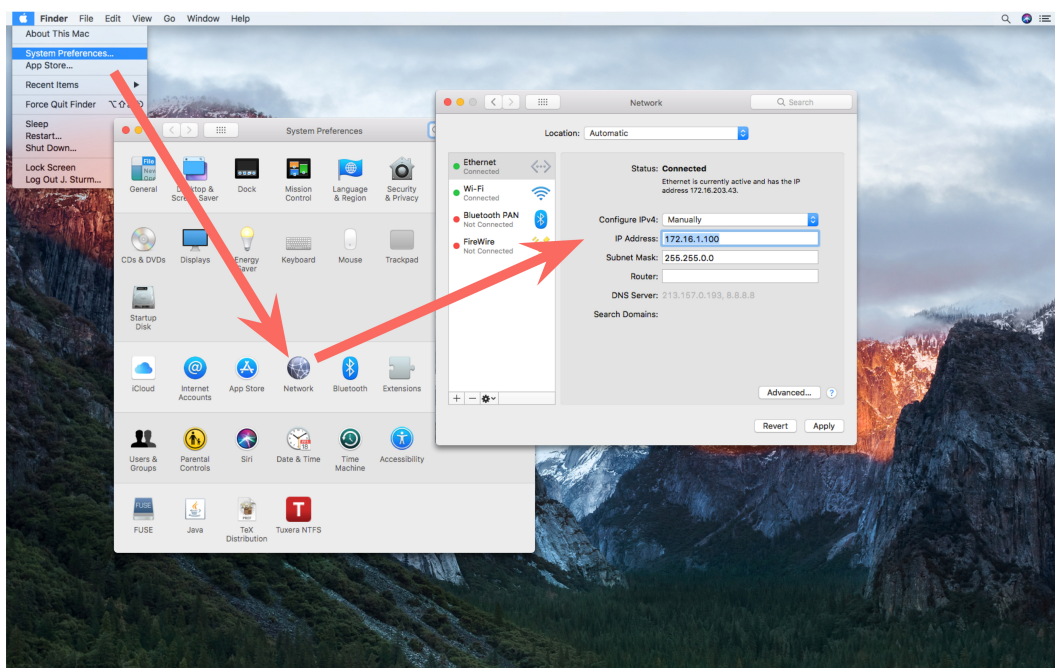 Finder File Edit View Go Window Help
About This Mac
System Preferences...
App Store...
Recent Items
Force Quit Finder
Sleep
Restart...
Shut Down...
Lock Screen
Log Out J. Sturm...
System Preferences
General
Desktop &
Screen Saver
Dock
Mission
Control
Language
& Region
Security
& Privacy
CDs & DVDs
Displays
Energy
Saver
Keyboard
Mouse
Trackpad
Startup
Disk
iCloud
Internet
Accounts
App Store
Network
Bluetooth
Extensions
Users &
Groups
Parental
Controls
Siri
Date & Time
Time
Machine
Accessibility
FUSE
FUSE
Java
TeX
Distribution
T
Tuxera NTFS
Network
Search
Location: Automatic
Ethernet
Connected
Wi-Fi
Connected
Bluetooth PAN
Not Connected
FireWire
Not Connected
Status: Connected
Ethernet is currently active and has the IP
address 172.16.203.43.
Configure IPv4: Manually
IP Address: 172.16.1.100
Subnet Mask: 255.255.0.0
Router:
DNS Server: 213.157.0.193, 8.8.8.8
Search Domains:
Advanced... ?
Revert Apply